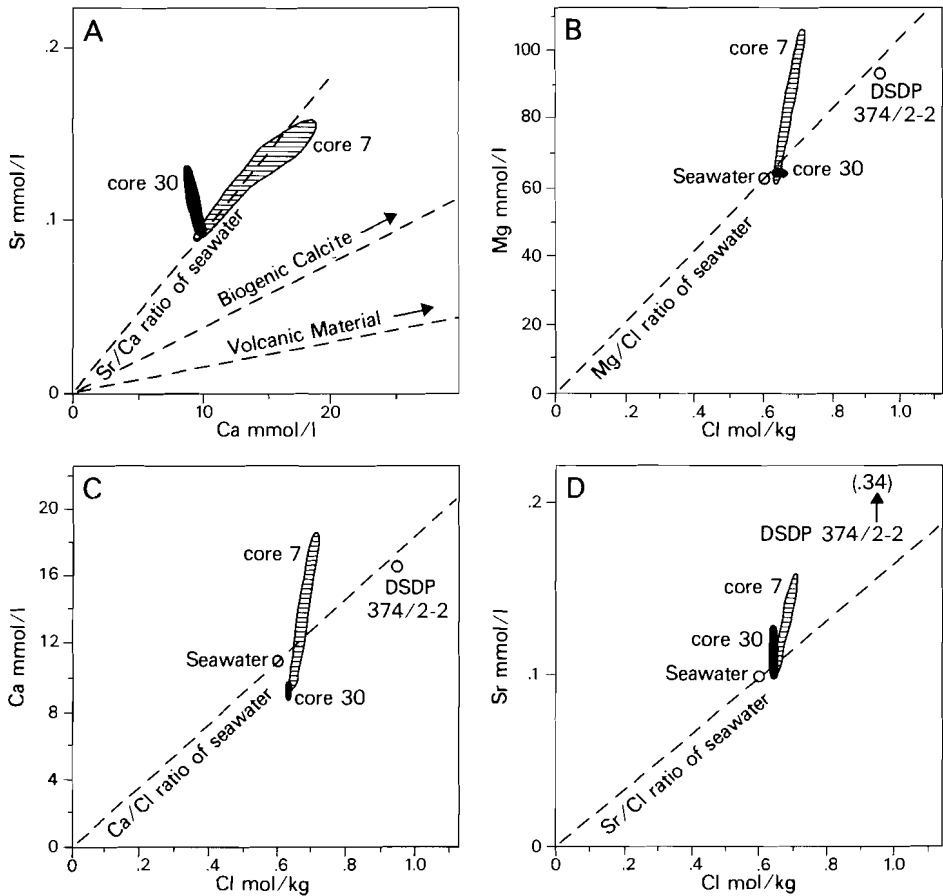 A
.2
.1
0
Sr mmol/l
core 30
core 7
Sr/Ca ratio of seawater
Biogenic Calcite
Volcanic Material
0
10
20
Ca mmol/l
B
100
80
60
40
20
0
Mg mmol/l
core 7
DSDP
374/2-2
Seawater
core 30
Mg/Cl ratio of seawater
0
.2
.4
.6
.8
1.0
Cl mol/kg
C
20
16
12
8
4
0
Ca mmol/l
core 7
DSDP
374/2-2
Seawater
core 30
Ca/Cl ratio of seawater
0
.2
.4
.6
.8
1.0
Cl mol/kg
D
.2
.1
0
Sr mmol/l
(.34)
DSDP 374/2-2
core 7
core 30
Seawater
Sr/Cl ratio of seawater
0
.2
.4
.6
.8
1.0
Cl mol/kg